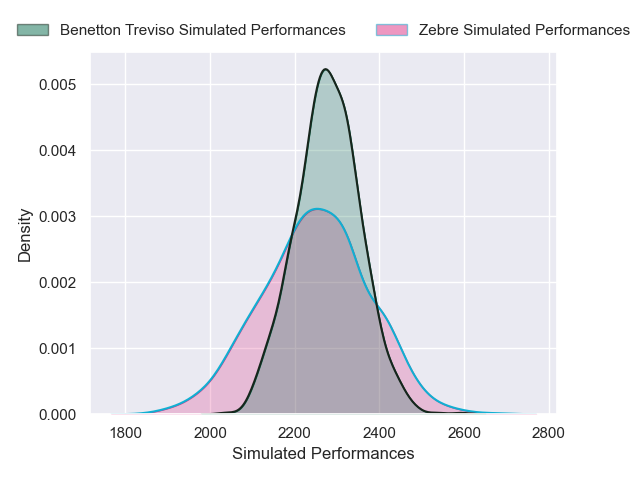 Benetton Treviso Simulated Performances Zebre Simulated Performances
0.005
0.004
0.003
0.002
0.001
0.000
Density
1800 2000 2200 2400 2600 2800
Simulated Performances